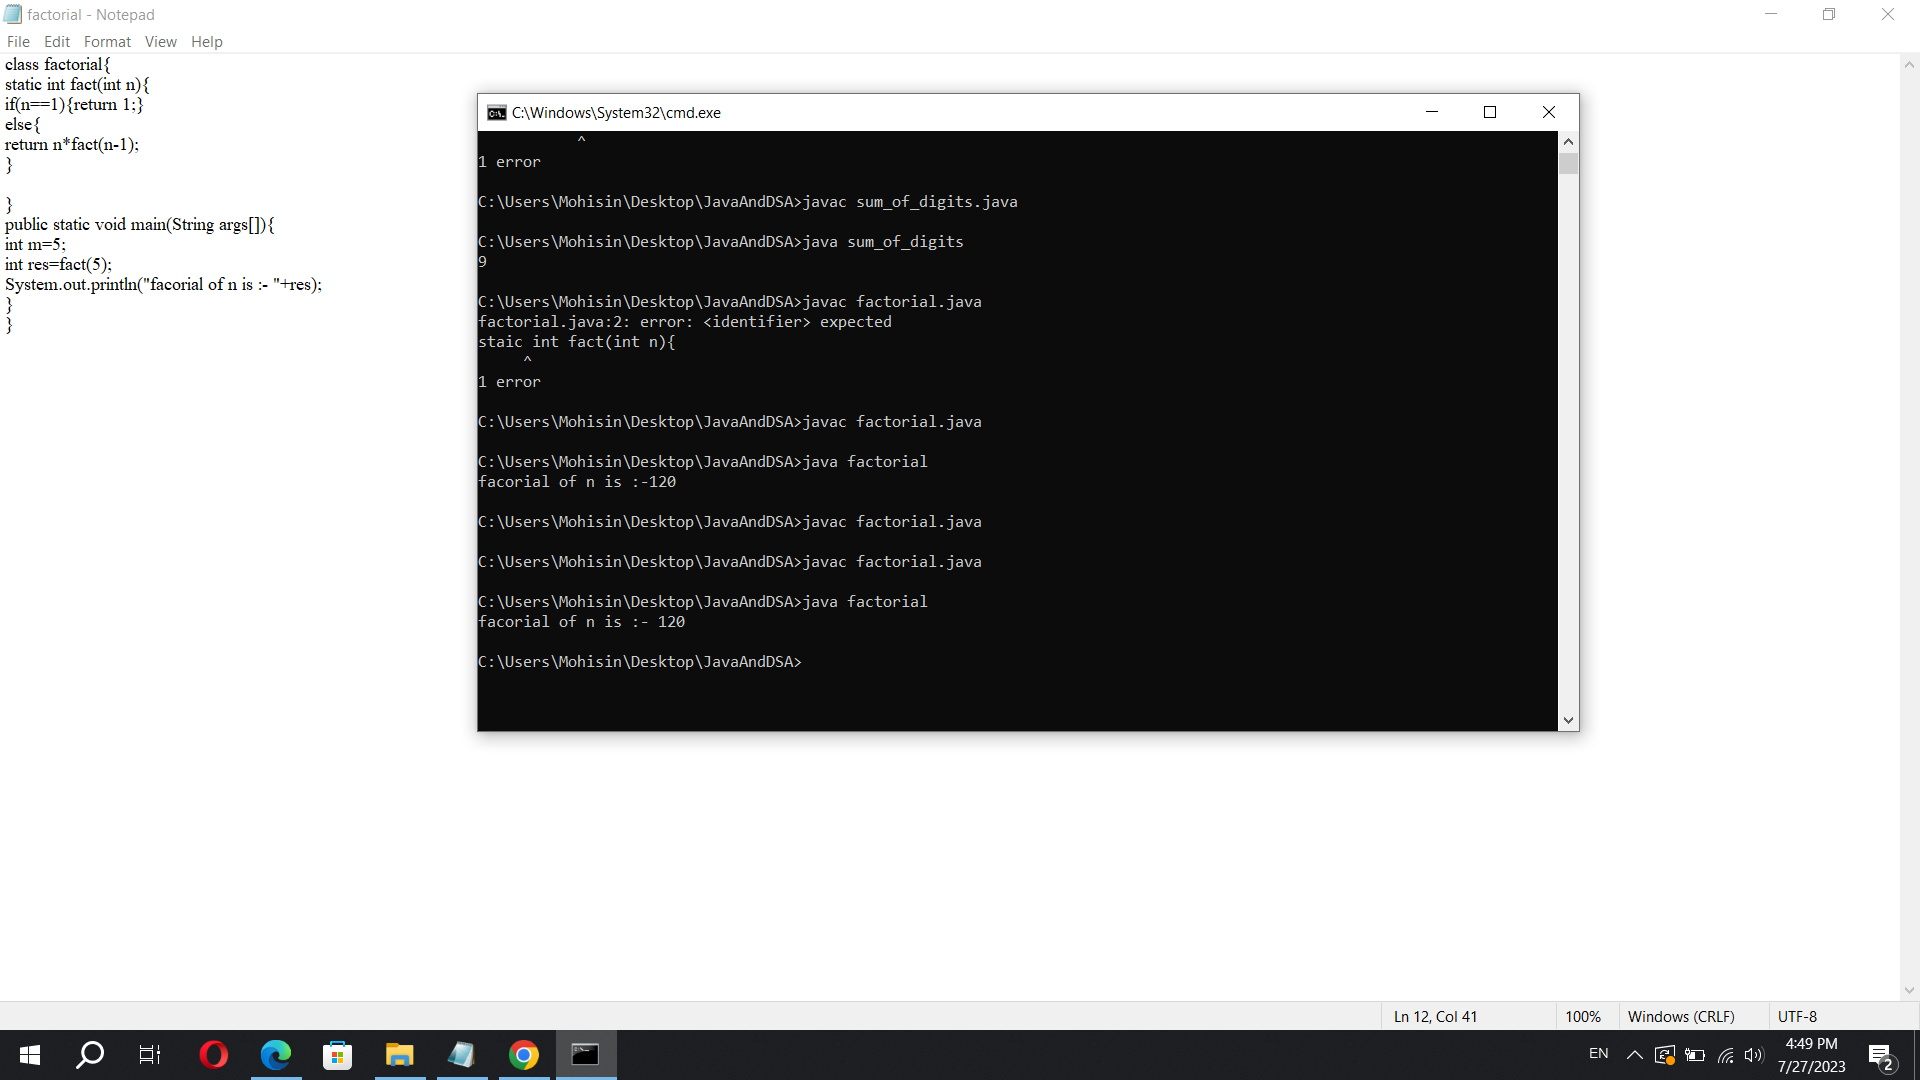 factorial - Notepad
File Edit Format View Help
class factorial{
static int fact(int n){
if(n==1){return 1;}
else{
return n*fact(n-1);
}
}
public static void main(String args[]){
int m=5;
int res=fact(5);
System.out.println("facorial of n is :- "+res);
}
}
C:\Windows\System32\cmd.exe
^
1 error
C:\Users\Mohisin\Desktop\JavaAndDSA>javac sum_of_digits.java
C:\Users\Mohisin\Desktop\JavaAndDSA>java sum_of_digits
9
C:\Users\Mohisin\Desktop\JavaAndDSA>javac factorial.java
factorial.java:2: error: <identifier> expected
staic int fact(int n){
^
1 error
C:\Users\Mohisin\Desktop\JavaAndDSA>javac factorial.java
C:\Users\Mohisin\Desktop\JavaAndDSA>java factorial
facorial of n is :-120
C:\Users\Mohisin\Desktop\JavaAndDSA>javac factorial.java
C:\Users\Mohisin\Desktop\JavaAndDSA>javac factorial.java
C:\Users\Mohisin\Desktop\JavaAndDSA>java factorial
facorial of n is :- 120
C:\Users\Mohisin\Desktop\JavaAndDSA>
Ln 12, Col 41 100% Windows (CRLF) UTF-8
EN
4:49 PM
7/27/2023
2